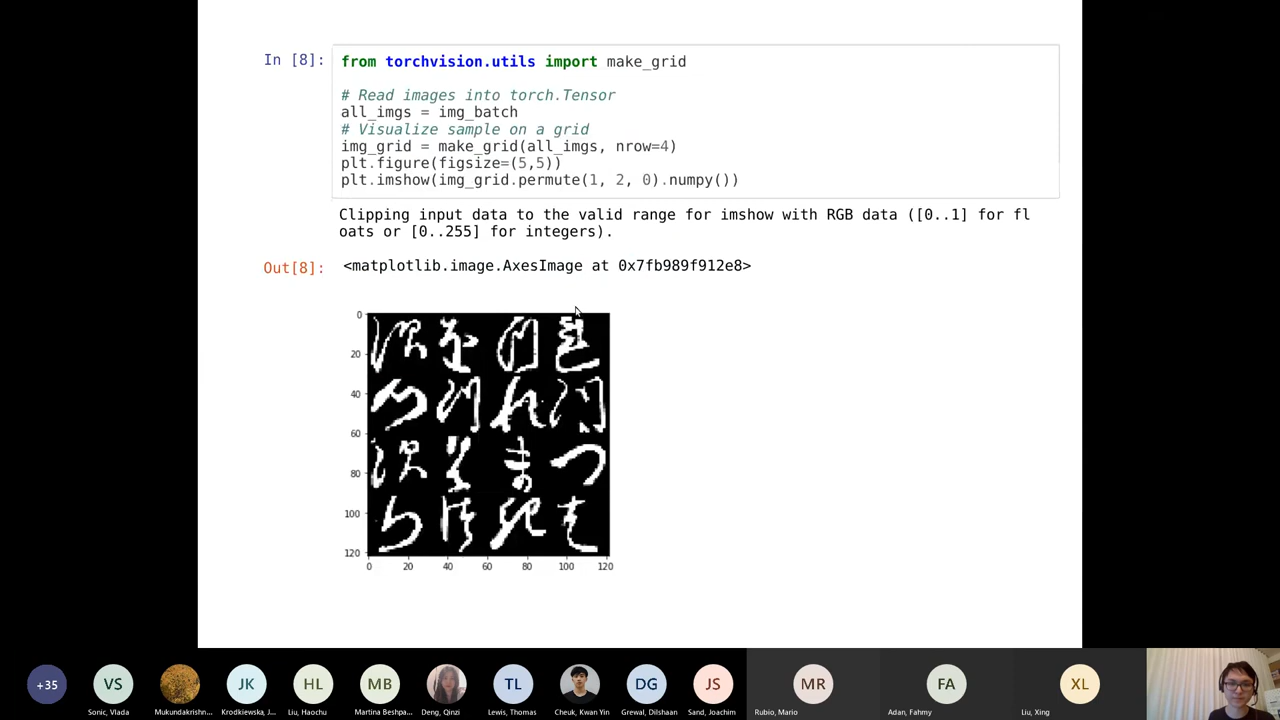 In [8]:
from torchvision.utils import make_grid
# Read images into torch.Tensor
all_imgs = img_batch
# Visualize sample on a grid
img_grid = make_grid(all_imgs, nrow=4)
plt.figure(figsize=(5,5))
plt.imshow(img_grid.permute(1, 2, 0).numpy())
Clipping input data to the valid range for imshow with RGB data ([0..1] for fl
oats or [0..255] for integers).
Out[8]:
<matplotlib.image.AxesImage at 0x7fb989f912e8>
0
20
40
60
80
100
120
0 20 40 60 80 100 120
+35 VS JK HL MB TL DG JS MR FA XL
Sonic, Vlada Mukundakrishn... Krodkiewska, J... Liu, Haochu Martina Beshpa... Deng, Qinzi Lewis, Thomas Cheuk, Kwan Yin Grewal, Dilshaan Sand, Joachim Rubio, Mario Adan, Fahmy Liu, Xing